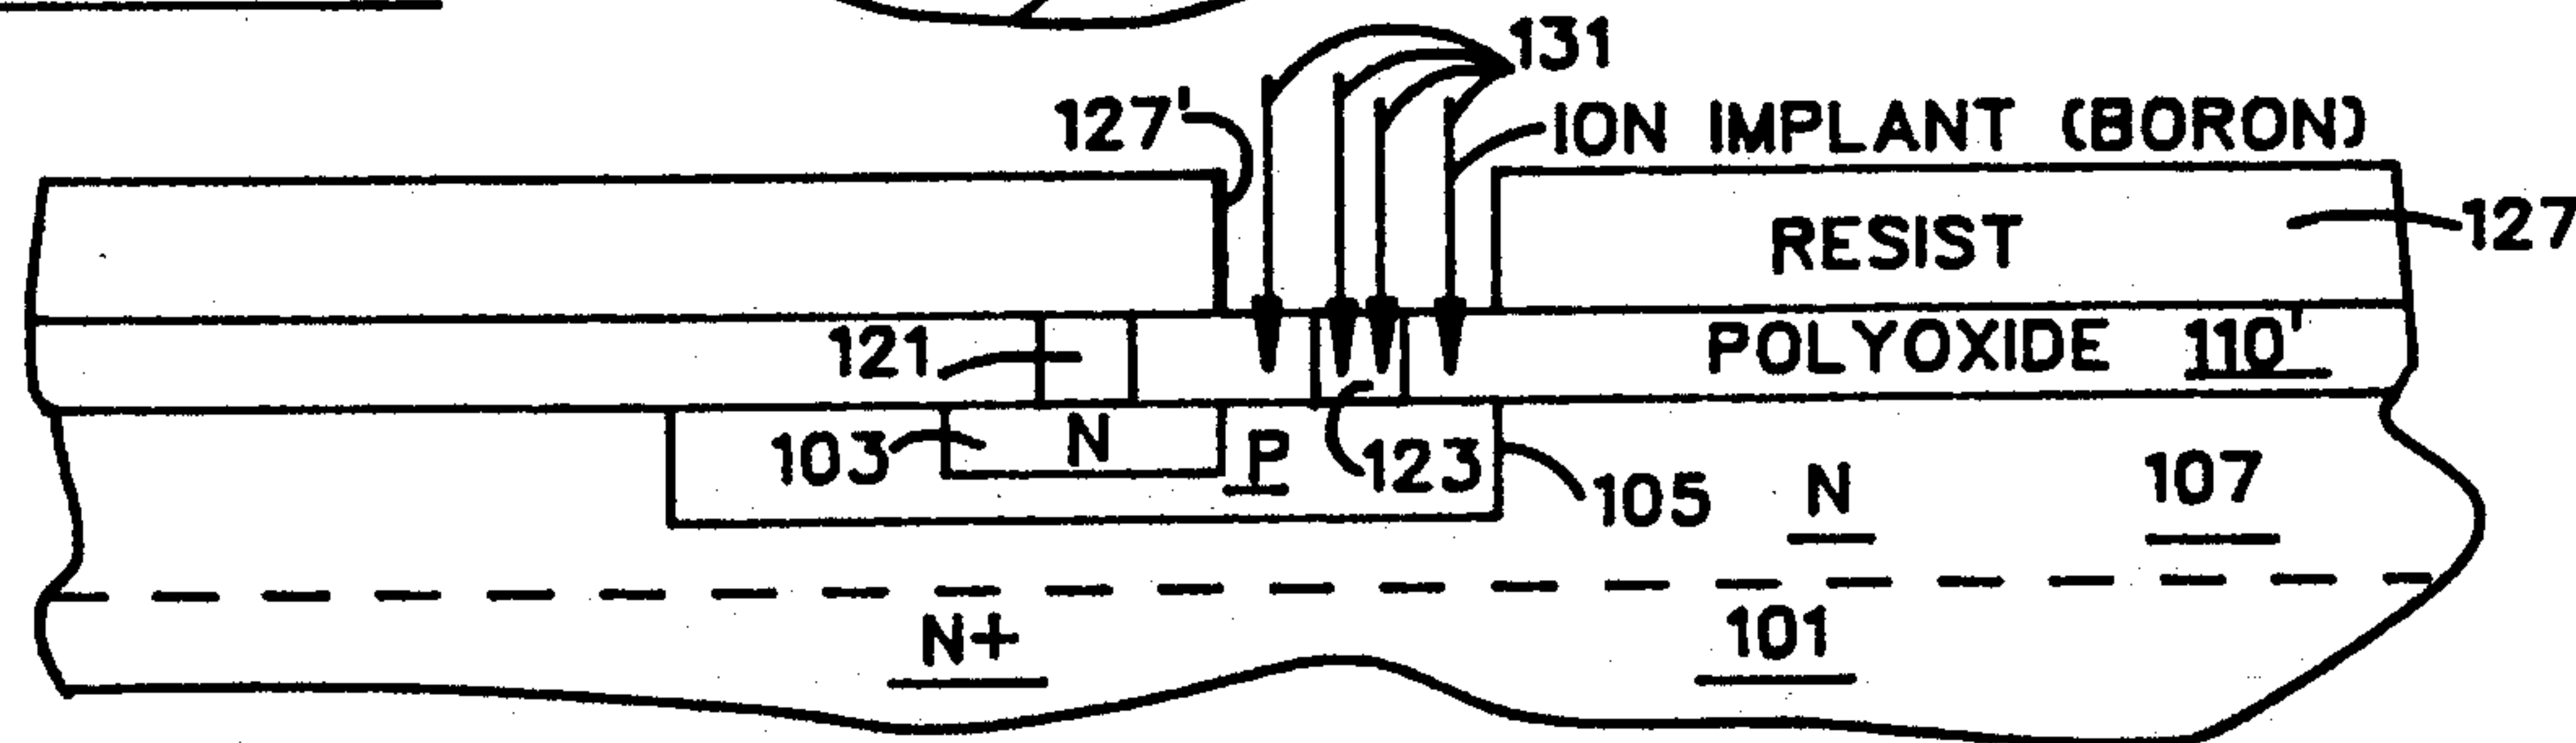 131
127'
ION IMPLANT (BORON)
RESIST
127
121
POLYOXIDE 110'
103
N
P
123
105
N
107
N+
101